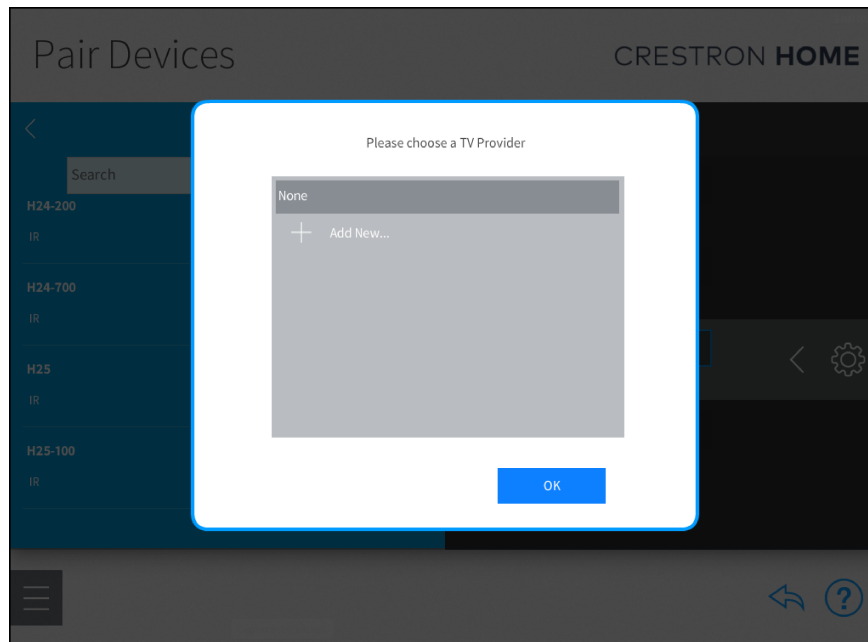 Pair Devices
CRESTRON HOME
Please choose a TV Provider
None
Add New...
OK
Search
H24-200
IR
H24-700
IR
H25
IR
H25-100
IR
?